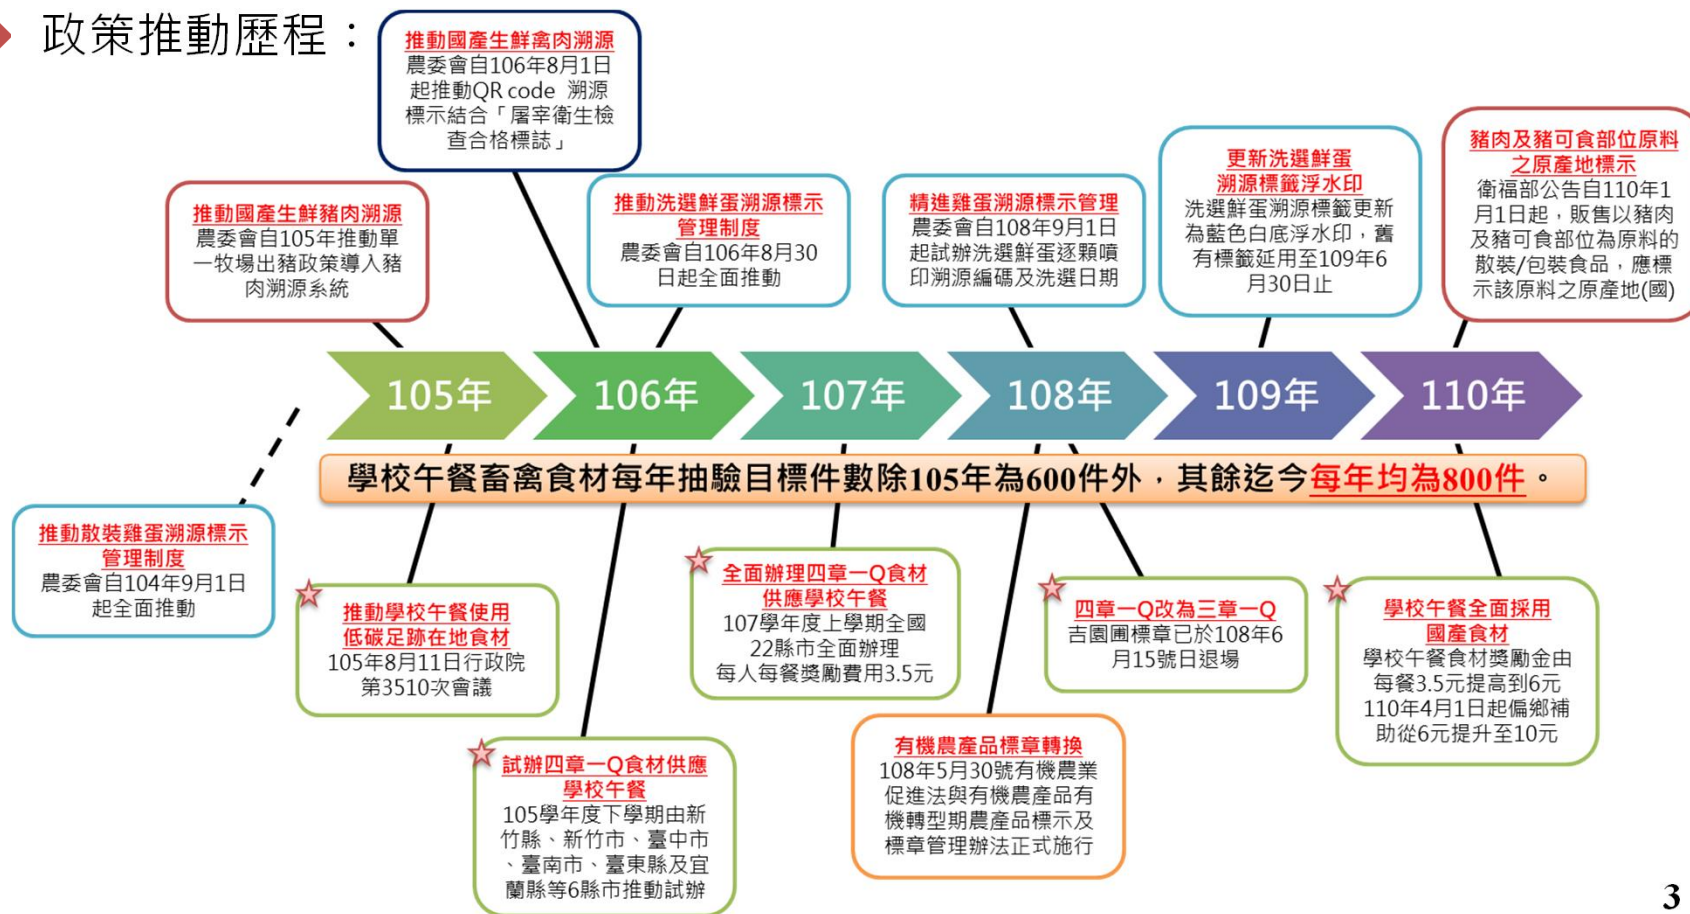 政策推動歷程：
推動國產生鮮禽肉溯源
農委會自106年8月1日
起推動QR code 溯源
標示結合「屠宰衛生檢
查合格標誌」
推動國產生鮮豬肉溯源
農委會自105年推動單
一牧場出豬政策導入豬
肉溯源系統
推動洗選鮮蛋溯源標示
管理制度
農委會自106年8月30
日起全面推動
精進雞蛋溯源標示管理
農委會自108年9月1日
起試辦洗選鮮蛋逐顆噴
印溯源編碼及洗選日期
更新洗選鮮蛋
溯源標籤浮水印
洗選鮮蛋溯源標籤更新
為藍色白底浮水印，舊
有標籤延用至109年6
月30日止
豬肉及豬可食部位原料
之原產地標示
衛福部公告自110年1
月1日起，販售以豬肉
及豬可食部位為原料的
散裝/包裝食品，應標
示該原料之原產地(國)
105年
106年
107年
108年
109年
110年
學校午餐畜禽食材每年抽驗目標件數除105年為600件外，其餘迄今每年均為800件。
推動散裝雞蛋溯源標示
管理制度
農委會自104年9月1日
起全面推動
推動學校午餐使用
低碳足跡在地食材
105年8月11日行政院
第3510次會議
試辦四章一Q食材供應
學校午餐
105學年度下學期由新
竹縣、新竹市、臺中市
、臺南市、臺東縣及宜
蘭縣等6縣市推動試辦
全面辦理四章一Q食材
供應學校午餐
107學年度上學期全國
22縣市全面辦理
每人每餐獎勵費用3.5元
有機農產品標章轉換
108年5月30號有機農業
促進法與有機農產品有
機轉型期農產品標示及
標章管理辦法正式施行
四章一Q改為三章一Q
吉園圃標章已於108年6
月15號日退場
學校午餐全面採用
國產食材
學校午餐食材獎勵金由
每餐3.5元提高到6元
110年4月1日起偏鄉補
助從6元提升至10元
3